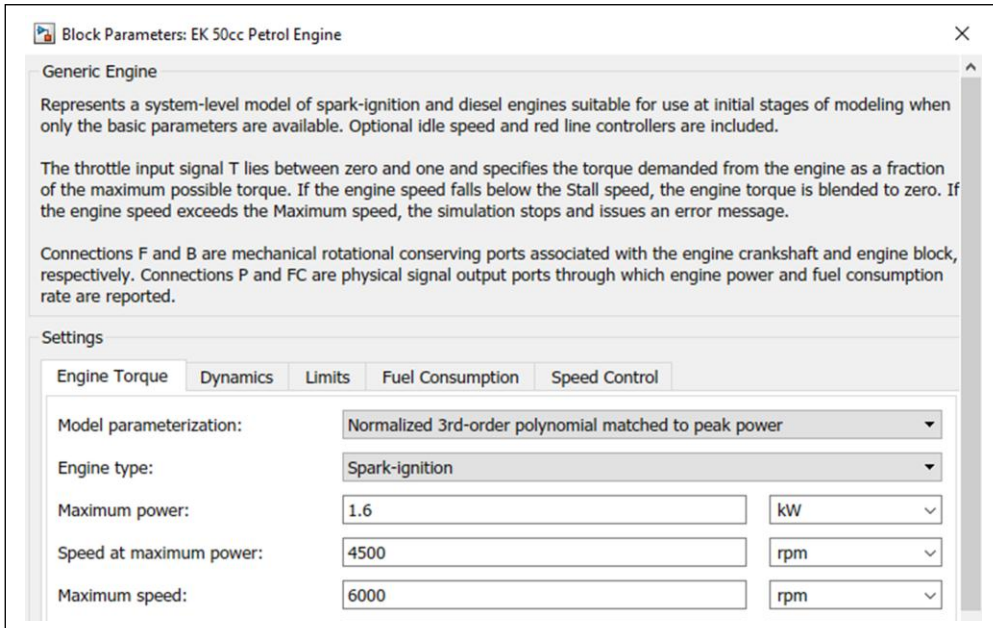 Block Parameters: EK 50cc Petrol Engine
Generic Engine
Represents a system-level model of spark-ignition and diesel engines suitable for use at initial stages of modeling when
only the basic parameters are available. Optional idle speed and red line controllers are included.
The throttle input signal T lies between zero and one and specifies the torque demanded from the engine as a fraction
of the maximum possible torque. If the engine speed falls below the Stall speed, the engine torque is blended to zero. If
the engine speed exceeds the Maximum speed, the simulation stops and issues an error message.
Connections F and B are mechanical rotational conserving ports associated with the engine crankshaft and engine block,
respectively. Connections P and FC are physical signal output ports through which engine power and fuel consumption
rate are reported.
Settings
Engine Torque Dynamics Limits Fuel Consumption Speed Control
Model parameterization: Normalized 3rd-order polynomial matched to peak power
Engine type: Spark-ignition
Maximum power: 1.6 kW
Speed at maximum power: 4500 rpm
Maximum speed: 6000 rpm